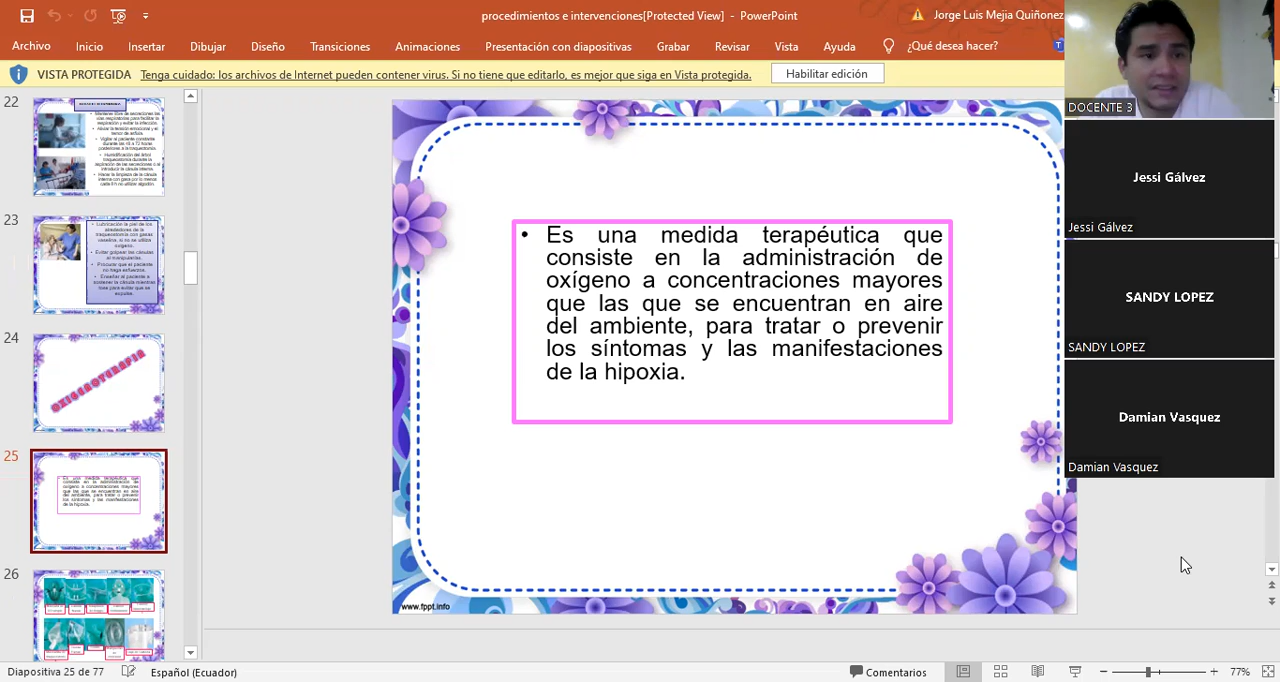 procedimientos e intervenciones[Protected View] - PowerPoint
Jorge Luis Mejia Quiñonez
Archivo Inicio Insertar Dibujar Diseño Transiciones Animaciones Presentación con diapositivas Grabar Revisar Vista Ayuda ¿Qué desea hacer?
VISTA PROTEGIDA Tenga cuidado: los archivos de Internet pueden contener virus. Si no tiene que editarlo, es mejor que siga en Vista protegida. Habilitar edición
DOCENTE 3
Jessi Gálvez
Jessi Gálvez
SANDY LOPEZ
SANDY LOPEZ
Damian Vasquez
Damian Vasquez
22
23
24
OXIGENOTERAPIA
25
26
• Es una medida terapéutica que
consiste en la administración de
oxígeno a concentraciones mayores
que las que se encuentran en aire
del ambiente, para tratar o prevenir
los síntomas y las manifestaciones
de la hipoxia.
www.fppt.info
Diapositiva 25 de 77 Español (Ecuador) Comentarios 77%